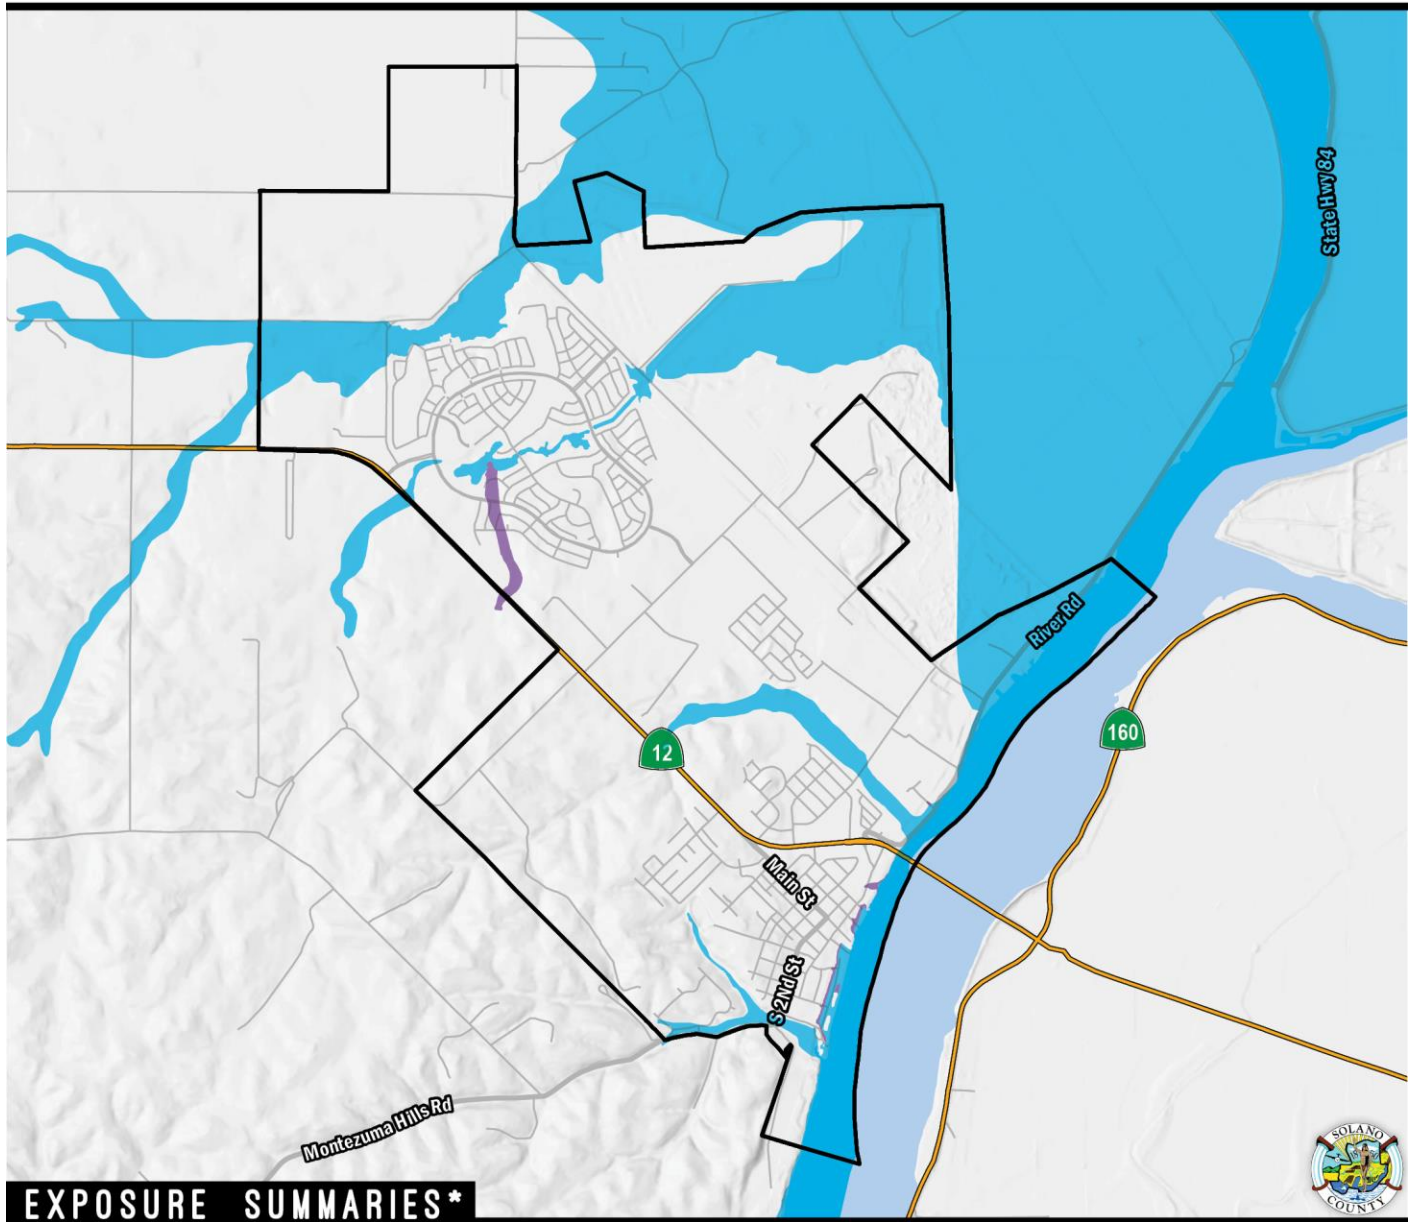 State Hwy 84
River Rd
160
12
Main St
S 2Nd St
Montezuma Hills Rd
SOLANO
COUNTY
EXPOSURE SUMMARIES*